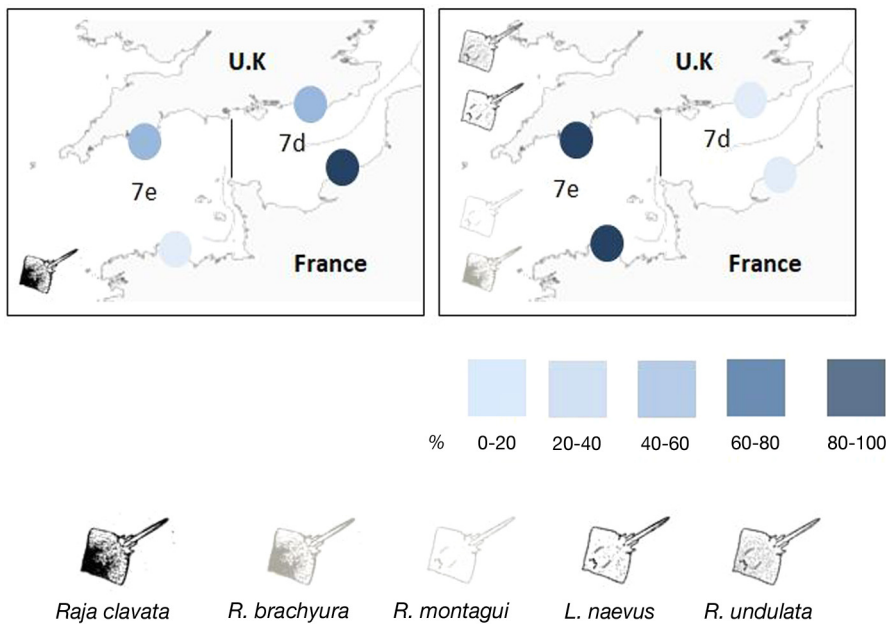 U.K
7d
7e
France
U.K
7d
7e
France
% 0-20 20-40 40-60 60-80 80-100
Raja clavata R. brachyura R. montagui L. naevus R. undulata